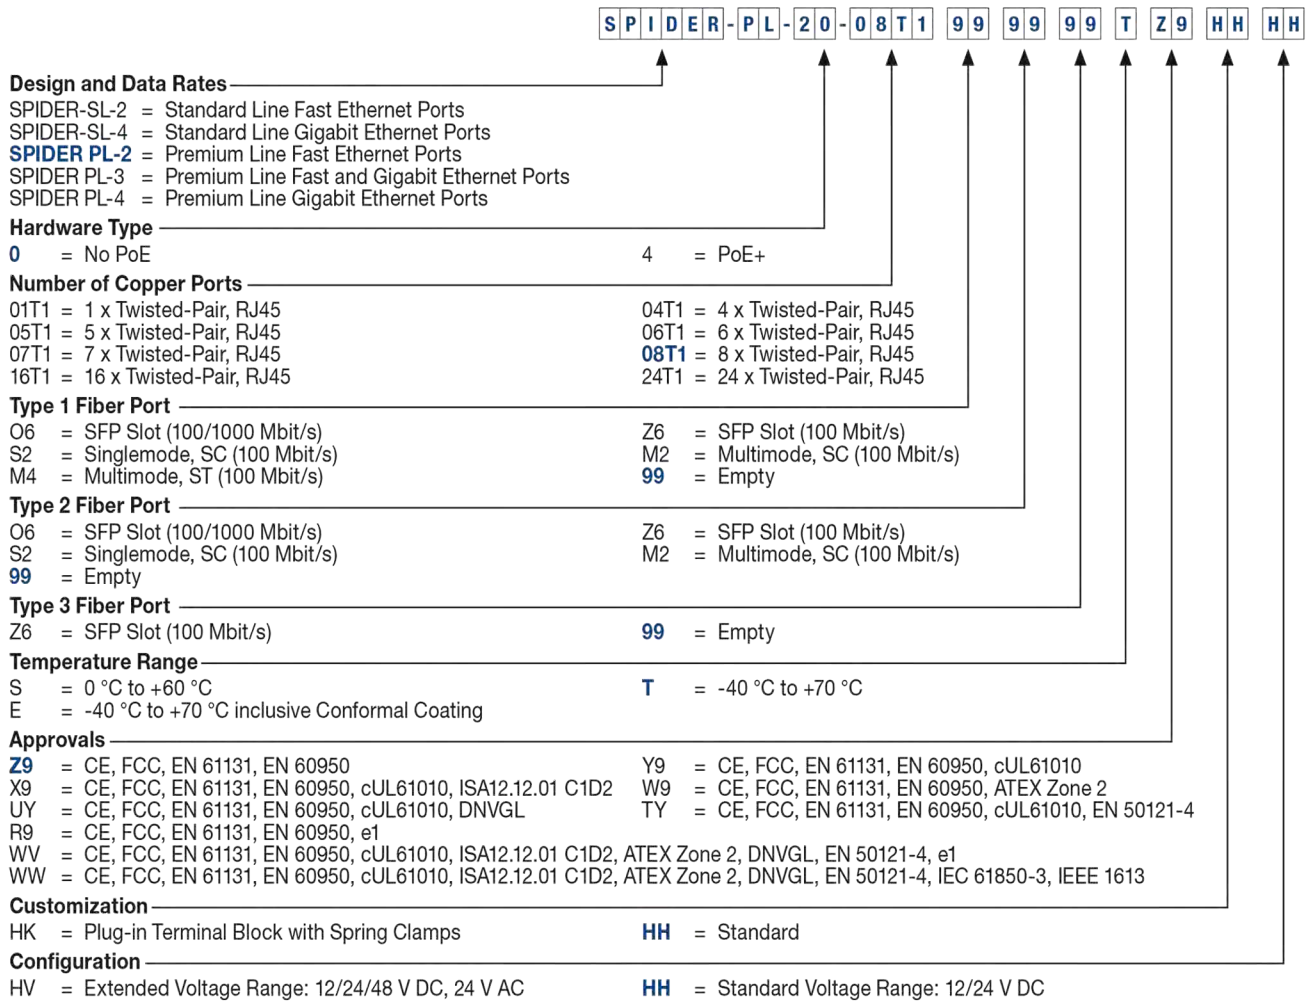 SPIDER-PL-20-08T1 99 99 99 T Z9 HH HH
Design and Data Rates
SPIDER-SL-2 = Standard Line Fast Ethernet Ports
SPIDER-SL-4 = Standard Line Gigabit Ethernet Ports
SPIDER PL-2 = Premium Line Fast Ethernet Ports
SPIDER PL-3 = Premium Line Fast and Gigabit Ethernet Ports
SPIDER PL-4 = Premium Line Gigabit Ethernet Ports
Hardware Type
0 = No PoE 4 = PoE+
Number of Copper Ports
01T1 = 1 x Twisted-Pair, RJ45 04T1 = 4 x Twisted-Pair, RJ45
05T1 = 5 x Twisted-Pair, RJ45 06T1 = 6 x Twisted-Pair, RJ45
07T1 = 7 x Twisted-Pair, RJ45 08T1 = 8 x Twisted-Pair, RJ45
16T1 = 16 x Twisted-Pair, RJ45 24T1 = 24 x Twisted-Pair, RJ45
Type 1 Fiber Port
O6 = SFP Slot (100/1000 Mbit/s) Z6 = SFP Slot (100 Mbit/s)
S2 = Singlemode, SC (100 Mbit/s) M2 = Multimode, SC (100 Mbit/s)
M4 = Multimode, ST (100 Mbit/s) 99 = Empty
Type 2 Fiber Port
O6 = SFP Slot (100/1000 Mbit/s) Z6 = SFP Slot (100 Mbit/s)
S2 = Singlemode, SC (100 Mbit/s) M2 = Multimode, SC (100 Mbit/s)
99 = Empty
Type 3 Fiber Port
Z6 = SFP Slot (100 Mbit/s) 99 = Empty
Temperature Range
S = 0 °C to +60 °C T = -40 °C to +70 °C
E = -40 °C to +70 °C inclusive Conformal Coating
Approvals
Z9 = CE, FCC, EN 61131, EN 60950 Y9 = CE, FCC, EN 61131, EN 60950, cUL61010
X9 = CE, FCC, EN 61131, EN 60950, cUL61010, ISA12.12.01 C1D2 W9 = CE, FCC, EN 61131, EN 60950, ATEX Zone 2
UY = CE, FCC, EN 61131, EN 60950, cUL61010, DNVGL TY = CE, FCC, EN 61131, EN 60950, cUL61010, EN 50121-4
R9 = CE, FCC, EN 61131, EN 60950, e1
WV = CE, FCC, EN 61131, EN 60950, cUL61010, ISA12.12.01 C1D2, ATEX Zone 2, DNVGL, EN 50121-4, e1
WW = CE, FCC, EN 61131, EN 60950, cUL61010, ISA12.12.01 C1D2, ATEX Zone 2, DNVGL, EN 50121-4, IEC 61850-3, IEEE 1613
Customization
HK = Plug-in Terminal Block with Spring Clamps HH = Standard
Configuration
HV = Extended Voltage Range: 12/24/48 V DC, 24 V AC HH = Standard Voltage Range: 12/24 V DC